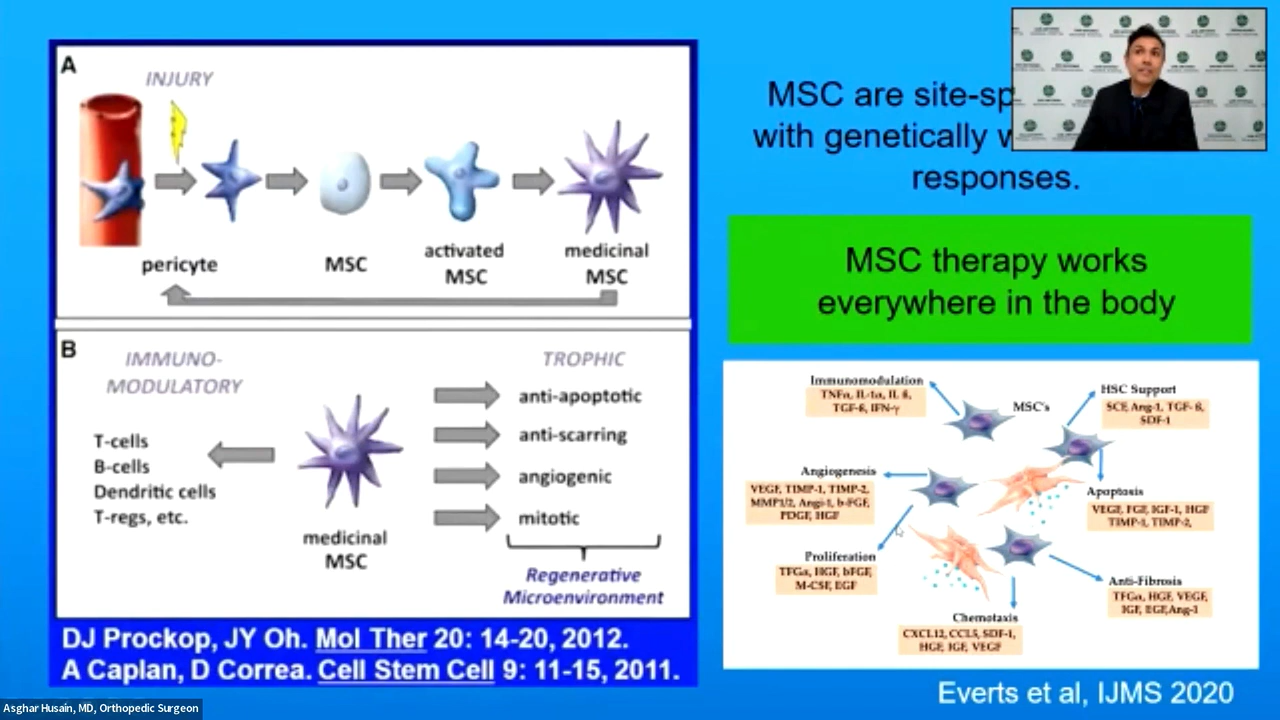 A
INJURY
pericyte
MSC
activated
MSC
medicinal
MSC
B
IMMUNO-
MODULATORY
T-cells
B-cells
Dendritic cells
T-regs, etc.
medicinal
MSC
TROPHIC
anti-apoptotic
anti-scarring
angiogenic
mitotic
Regenerative
Microenvironment
DJ Prockop, JY Oh. Mol Ther 20: 14-20, 2012.
A Caplan, D Correa. Cell Stem Cell 9: 11-15, 2011.
MSC are site-sp
with genetically w
responses.
MSC therapy works
everywhere in the body
Immunomodulation
TNFα, IL-1α, IL 6,
TGF-ß, IFN-γ
MSC's
HSC Support
SCF, Ang-1, TGF- ß,
SDF-1
Angiogenesis
VEGF, TIMP-1, TIMP-2,
MMP1/2, Angi-1, b-FGF,
PDGF, HGF
Apoptosis
VEGF, FGF, IGF-1, HGF
TIMP-1, TIMP-2,
Proliferation
TFGα, HGF, bFGF,
M-CSF, EGF
Anti-Fibrosis
TFGα, HGF, VEGF,
IGF, EGF,Ang-1
Chemotaxis
CXCL12, CCL5, SDF-1,
HGF, IGF, VEGF
Everts et al, IJMS 2020
Asghar Husain, MD, Orthopedic Surgeon